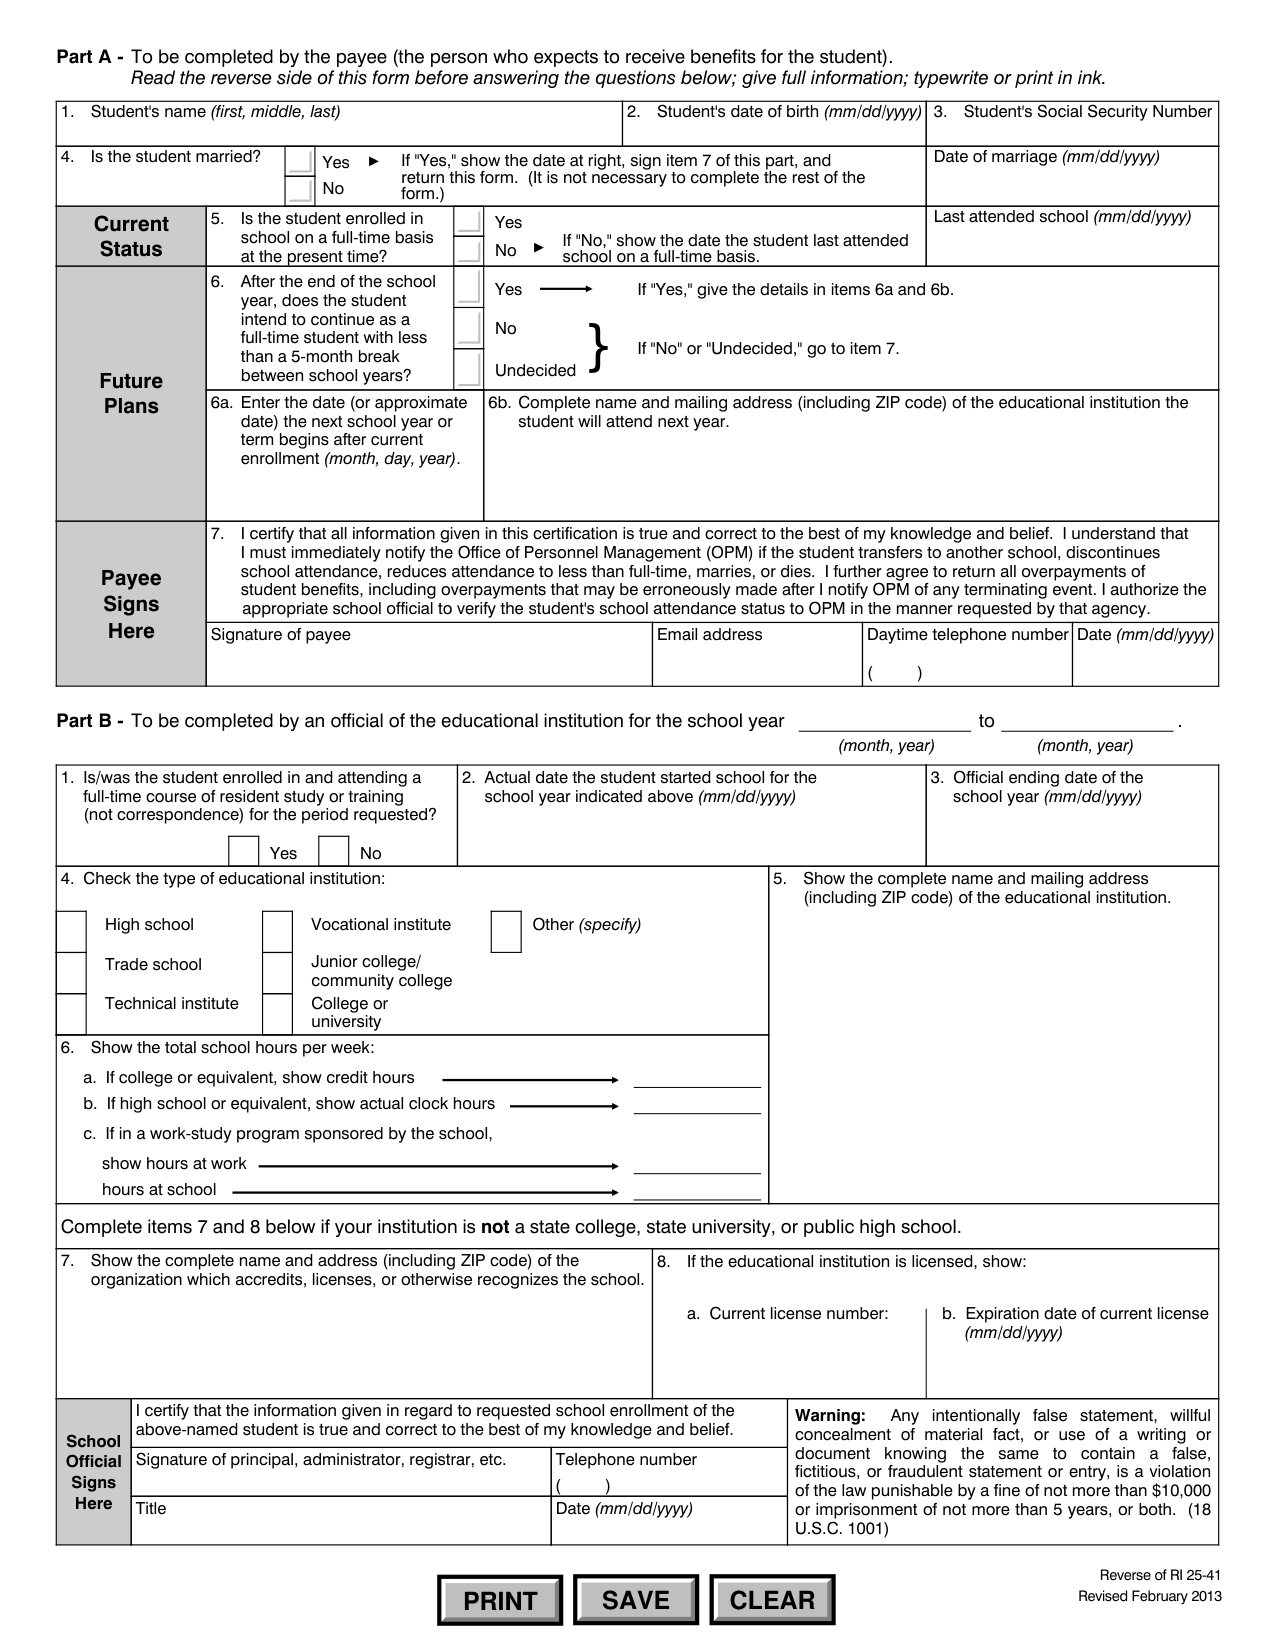 Part A - To be completed by the payee (the person who expects to receive benefits for the student).
Read the reverse side of this form before answering the questions below; give full information; typewrite or print in ink.
1. Student's name (first, middle, last)
2. Student's date of birth (mm/dd/yyyy)
3. Student's Social Security Number
4. Is the student married?
Yes
No
If "Yes," show the date at right, sign item 7 of this part, and
return this form. (It is not necessary to complete the rest of the
form.)
Date of marriage (mm/dd/yyyy)
Current
Status
5. Is the student enrolled in
school on a full-time basis
at the present time?
Yes
No
If "No," show the date the student last attended
school on a full-time basis.
Last attended school (mm/dd/yyyy)
Future
Plans
6. After the end of the school
year, does the student
intend to continue as a
full-time student with less
than a 5-month break
between school years?
Yes
If "Yes," give the details in items 6a and 6b.
No
Undecided
}
If "No" or "Undecided," go to item 7.
6a. Enter the date (or approximate
date) the next school year or
term begins after current
enrollment (month, day, year).
6b. Complete name and mailing address (including ZIP code) of the educational institution the
student will attend next year.
Payee
Signs
Here
7. I certify that all information given in this certification is true and correct to the best of my knowledge and belief. I understand that
I must immediately notify the Office of Personnel Management (OPM) if the student transfers to another school, discontinues
school attendance, reduces attendance to less than full-time, marries, or dies. I further agree to return all overpayments of
student benefits, including overpayments that may be erroneously made after I notify OPM of any terminating event. I authorize the
appropriate school official to verify the student's school attendance status to OPM in the manner requested by that agency.
Signature of payee
Email address
Daytime telephone number
( )
Date (mm/dd/yyyy)
Part B - To be completed by an official of the educational institution for the school year ________ to ________ .
(month, year) (month, year)
1. Is/was the student enrolled in and attending a
full-time course of resident study or training
(not correspondence) for the period requested?
Yes No
2. Actual date the student started school for the
school year indicated above (mm/dd/yyyy)
3. Official ending date of the
school year (mm/dd/yyyy)
4. Check the type of educational institution:
High school
Trade school
Technical institute
Vocational institute
Junior college/
community college
College or
university
Other (specify)
5. Show the complete name and mailing address
(including ZIP code) of the educational institution.
6. Show the total school hours per week:
a. If college or equivalent, show credit hours
b. If high school or equivalent, show actual clock hours
c. If in a work-study program sponsored by the school,
show hours at work
hours at school
Complete items 7 and 8 below if your institution is not a state college, state university, or public high school.
7. Show the complete name and address (including ZIP code) of the
organization which accredits, licenses, or otherwise recognizes the school.
8. If the educational institution is licensed, show:
a. Current license number:
b. Expiration date of current license
(mm/dd/yyyy)
School
Official
Signs
Here
I certify that the information given in regard to requested school enrollment of the
above-named student is true and correct to the best of my knowledge and belief.
Signature of principal, administrator, registrar, etc.
Telephone number
( )
Title
Date (mm/dd/yyyy)
Warning: Any intentionally false statement, willful
concealment of material fact, or use of a writing or
document knowing the same to contain a false,
fictitious, or fraudulent statement or entry, is a violation
of the law punishable by a fine of not more than $10,000
or imprisonment of not more than 5 years, or both. (18
U.S.C. 1001)
PRINT
SAVE
CLEAR
Reverse of RI 25-41
Revised February 2013